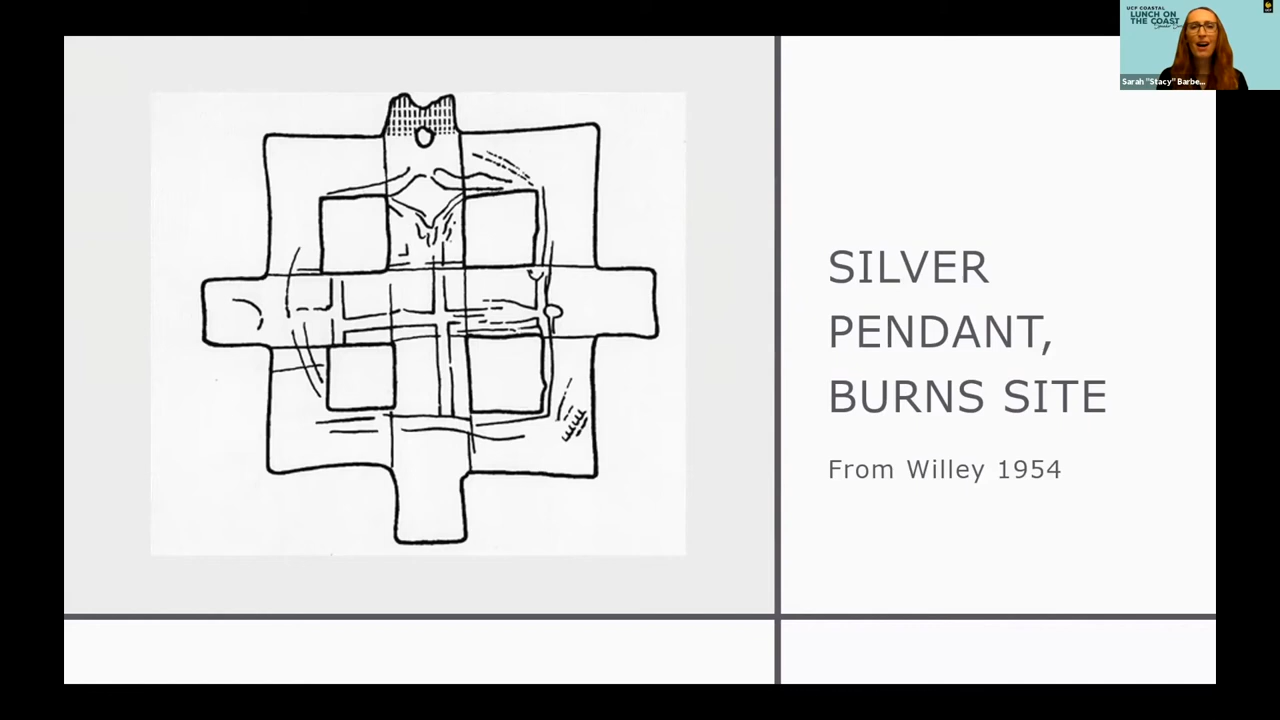 UCF COASTAL
LUNCH ON
THE COAST
Sarah "Stacy" Barbe...
SILVER
PENDANT,
BURNS SITE
From Willey 1954